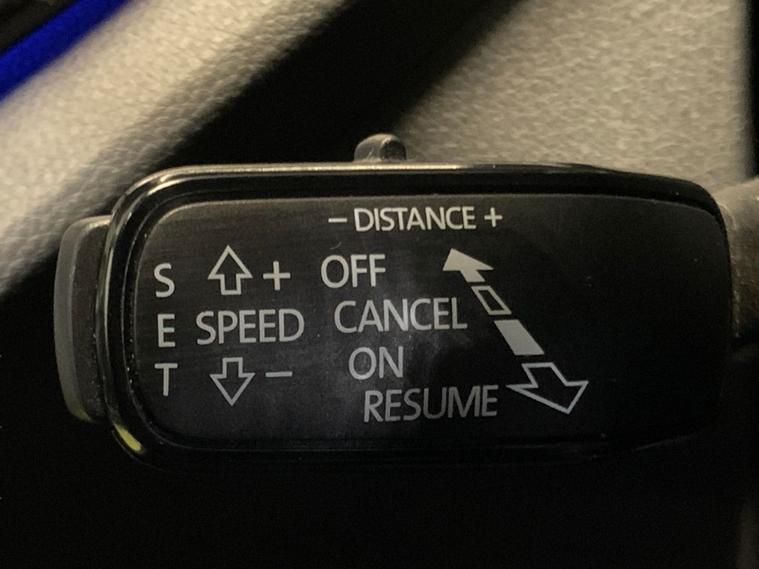 − DISTANCE +
S + OFF
E SPEED CANCEL
T − ON
RESUME